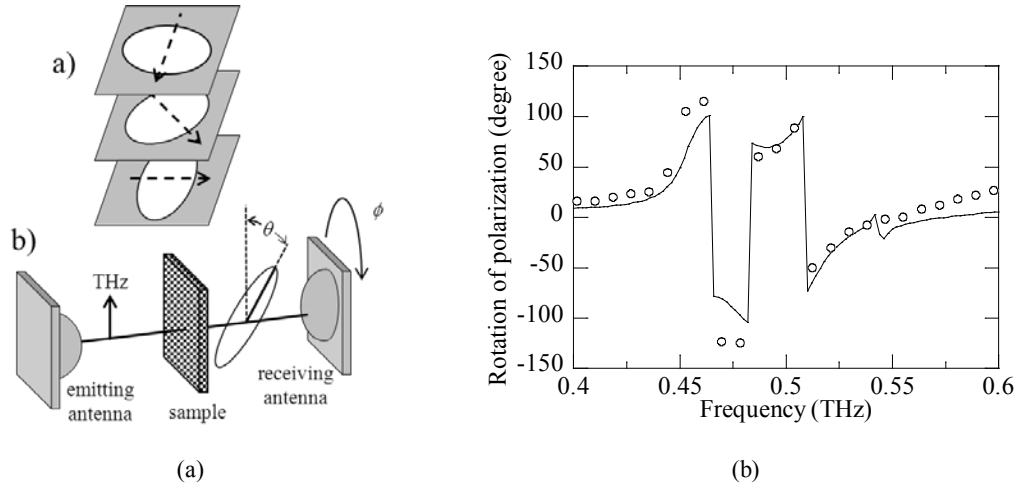 a)
b)
THz
θ
ϕ
emitting
antenna
sample
receiving
antenna
(a)
Rotation of polarization (degree)
150
100
50
0
-50
-100
-150
0.4
0.45
0.5
0.55
0.6
Frequency (THz)
(b)